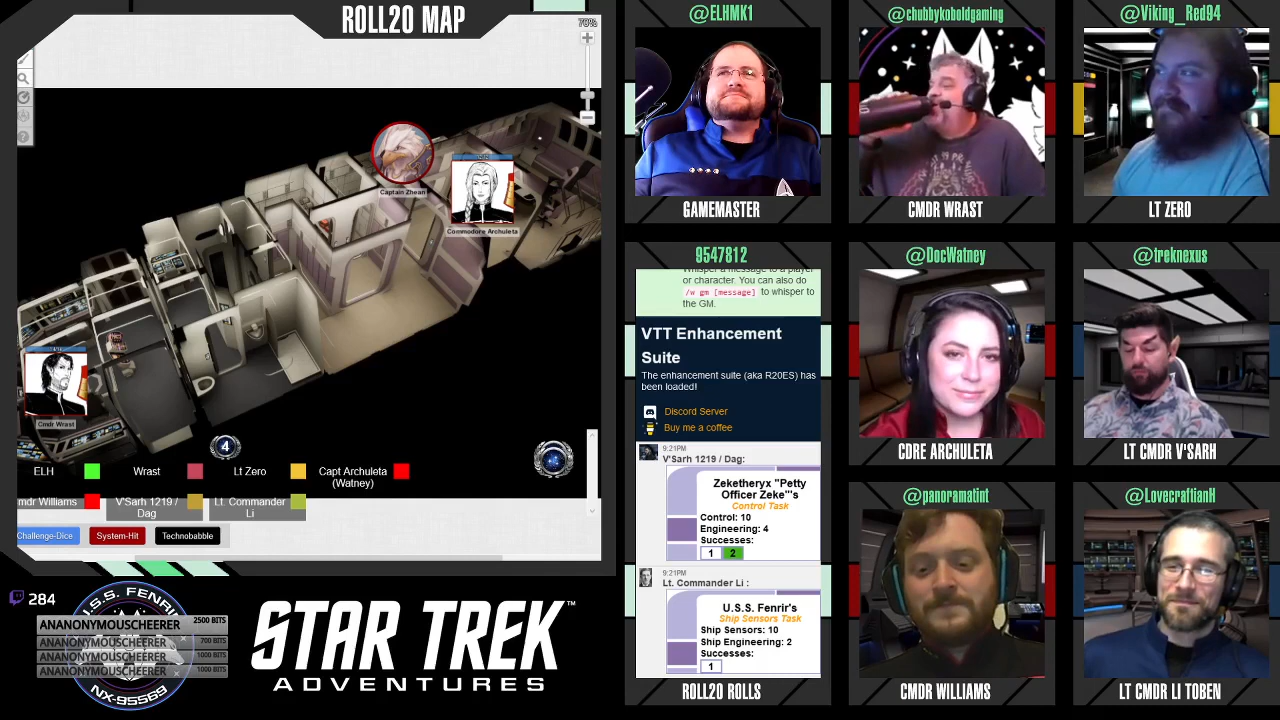 ROLL20 MAP
78%
Captain Zhean
Commodore Archuleta
Cmdr Wrast
4
ELH
Wrast
Lt Zero
Capt Archuleta
(Watney)
mdr Williams
V'Sarh 1219 /
Dag
Lt. Commander
Li
Challenge-Dice
System-Hit
Technobabble
284
U.S.S. FENRIR
NX-95569
ANANONYMOUSCHEERER 2500 BITS
ANANONYMOUSCHEERER 700 BITS
ANANONYMOUSCHEERER 1000 BITS
ANANONYMOUSCHEERER 1000 BITS
STAR TREK™
ADVENTURES
@ELHMK1
GAMEMASTER
@chubbykoboldgaming
CMDR WRAST
@Viking_Red94
LT ZERO
9547812
Whisper a message to a player
or character. You can also do
/w gm [message] to whisper to
the GM.
VTT Enhancement
Suite
The enhancement suite (aka R20ES) has
been loaded!
Discord Server
Buy me a coffee
9:21PM
V'Sarh 1219 / Dag:
Zeketheryx "Petty
Officer Zeke"'s
Control Task
Control: 10
Engineering: 4
Successes:
1 2
9:21PM
Lt. Commander Li :
U.S.S. Fenrir's
Ship Sensors Task
Ship Sensors: 10
Ship Engineering: 2
Successes:
1
ROLL20 ROLLS
@DocWatney
CDRE ARCHULETA
@treknexus
LT CMDR V'SARH
@panoramatint
CMDR WILLIAMS
@LovecraftianH
LT CMDR LI TOBEN